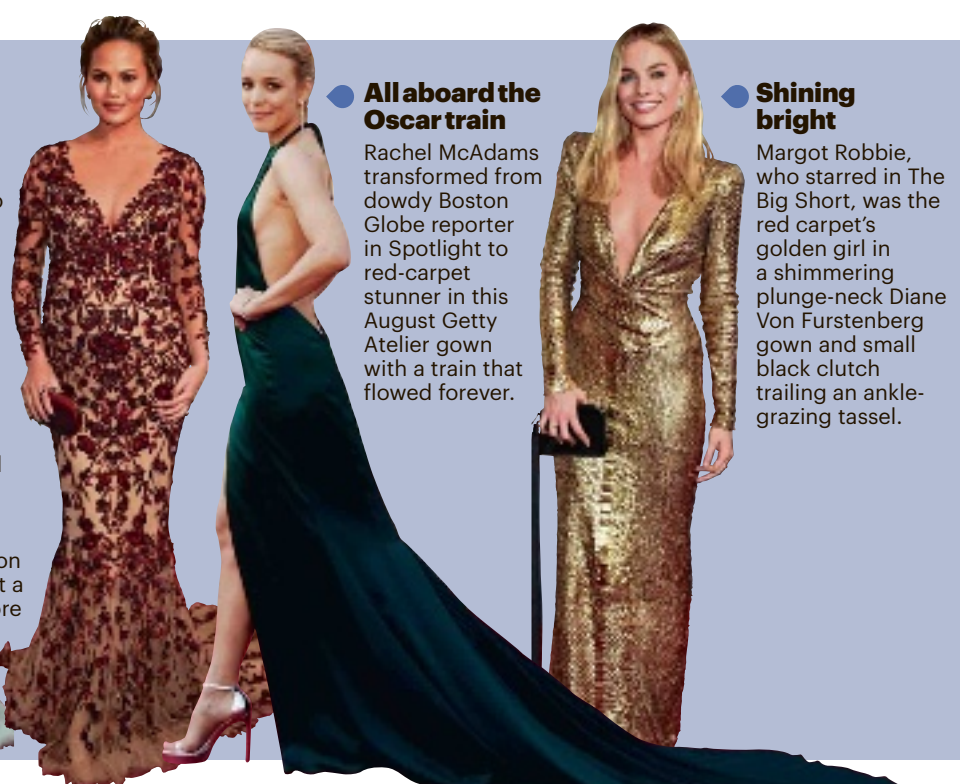 All aboard the
Oscar train
Rachel McAdams
transformed from
dowdy Boston
Globe reporter
in Spotlight to
red-carpet
stunner in this
August Getty
Atelier gown
with a train that
flowed forever.
Shining
bright
Margot Robbie,
who starred in The
Big Short, was the
red carpet's
golden girl in
a shimmering
plunge-neck Diane
Von Furstenberg
gown and small
black clutch
trailing an ankle-
grazing tassel.
on
t a